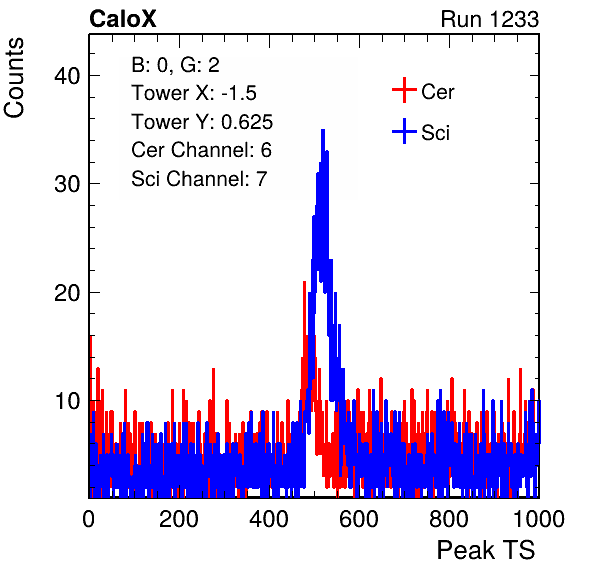 CaloX Run 1233
Counts
B: 0, G: 2
Tower X: -1.5
Tower Y: 0.625
Cer Channel: 6
Sci Channel: 7
Cer
Sci
40
30
20
10
0 200 400 600 800 1000
Peak TS